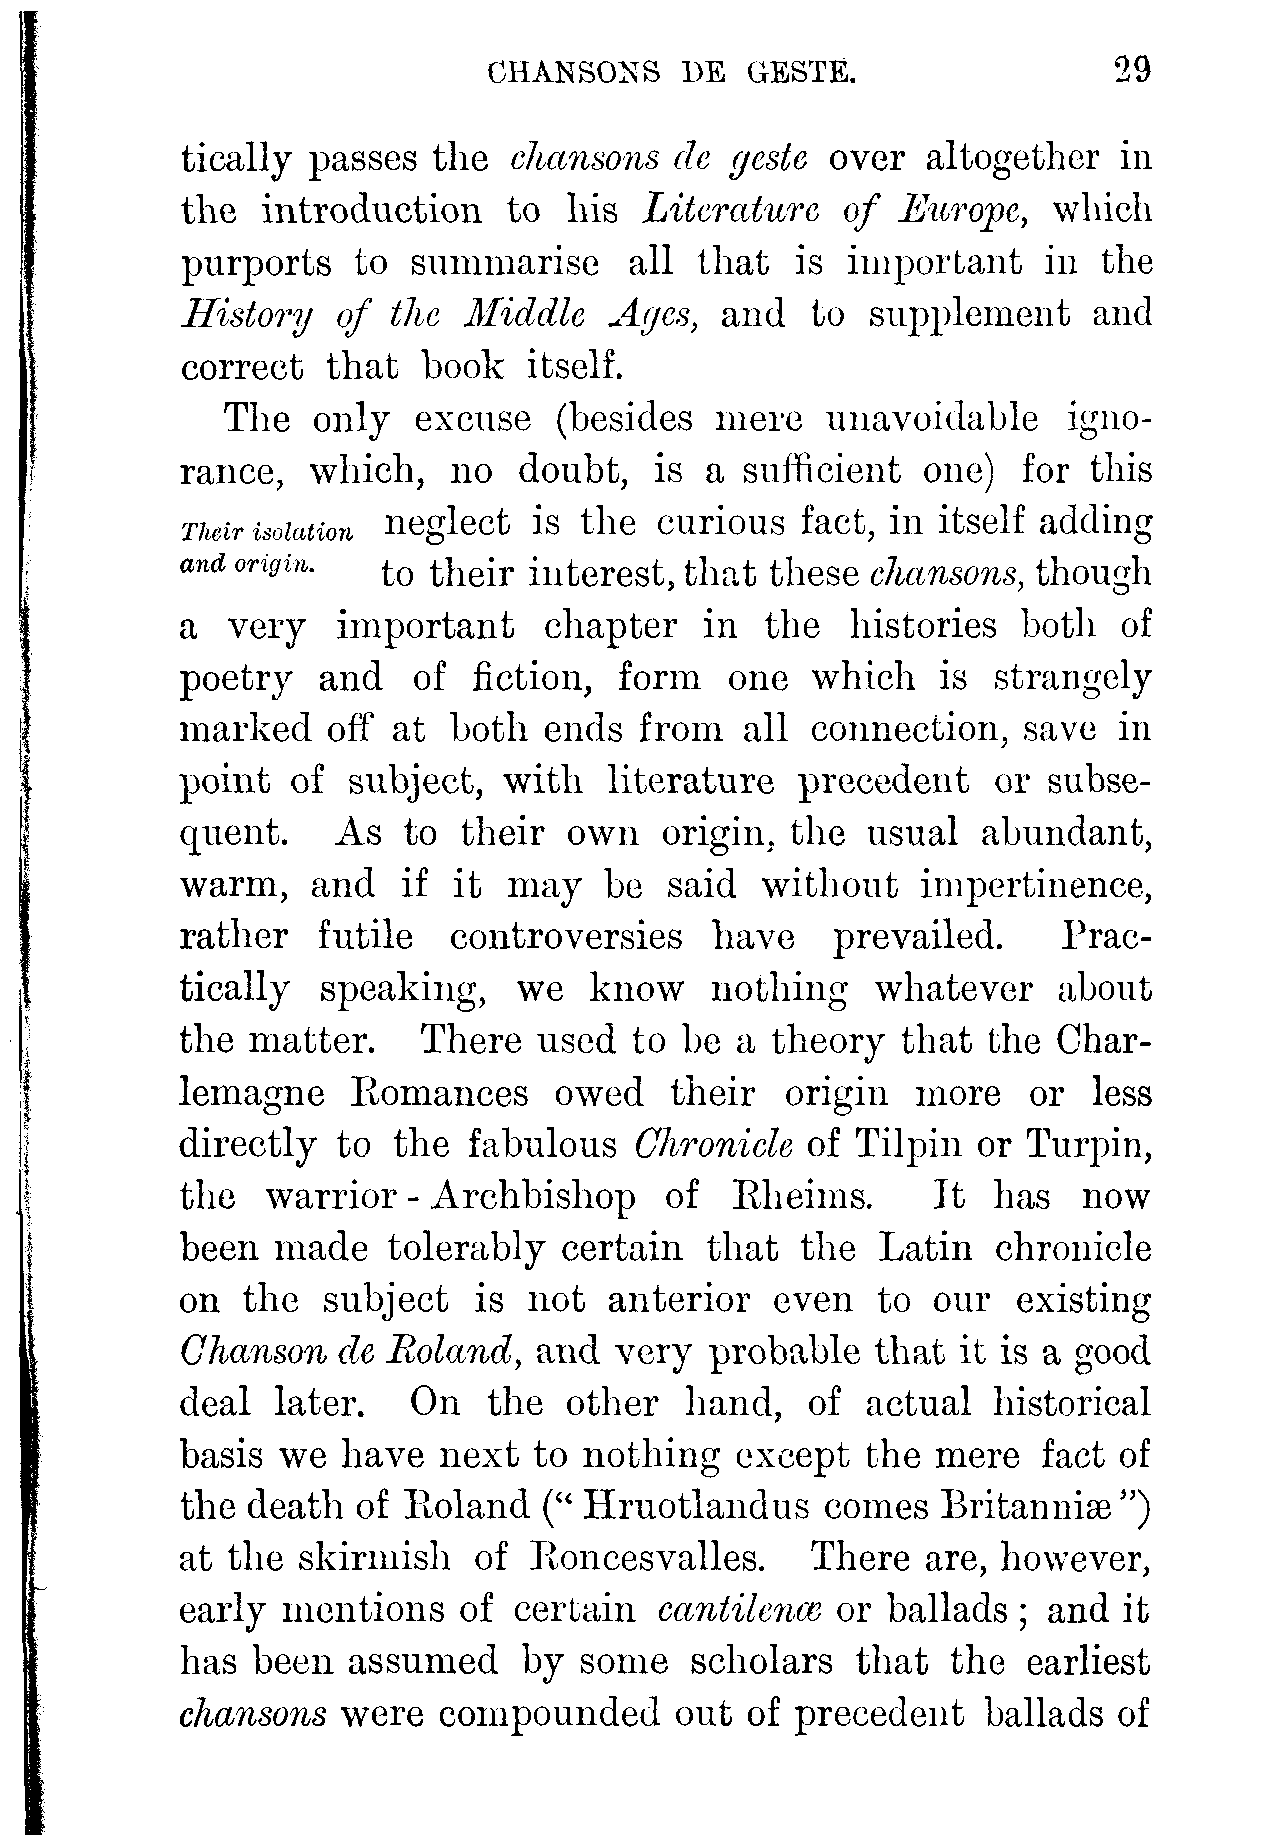 CHANSONS DE GESTE. 29
tically passes the chansons de geste over altogether in
the introduction to his Literature of Europe, which
purports to summarise all that is important in the
History of the Middle Ages, and to supplement and
correct that book itself.
The only excuse (besides mere unavoidable igno-
rance, which, no doubt, is a sufficient one) for this
Their isolation
and origin.
neglect is the curious fact, in itself adding
to their interest, that these chansons, though
a very important chapter in the histories both of
poetry and of fiction, form one which is strangely
marked off at both ends from all connection, save in
point of subject, with literature precedent or subse-
quent. As to their own origin, the usual abundant,
warm, and if it may be said without impertinence,
rather futile controversies have prevailed. Prac-
tically speaking, we know nothing whatever about
the matter. There used to be a theory that the Char-
lemagne Romances owed their origin more or less
directly to the fabulous Chronicle of Tilpin or Turpin,
the warrior-Archbishop of Rheims. It has now
been made tolerably certain that the Latin chronicle
on the subject is not anterior even to our existing
Chanson de Roland, and very probable that it is a good
deal later. On the other hand, of actual historical
basis we have next to nothing except the mere fact of
the death of Roland (“Hruotlandus comes Britanniæ”)
at the skirmish of Roncesvalles. There are, however,
early mentions of certain cantilenæ or ballads; and it
has been assumed by some scholars that the earliest
chansons were compounded out of precedent ballads of